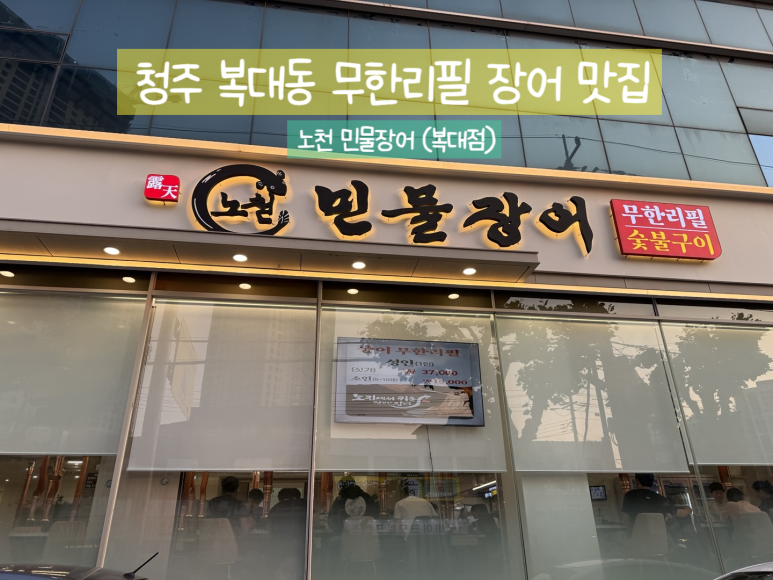 청주 복대동 무한리필 장어 맛집
노천 민물장어 (복대점)
露天
노천
민물장어
무한리필
숯불구이
장어 무한리필
성인(1인)
37,000